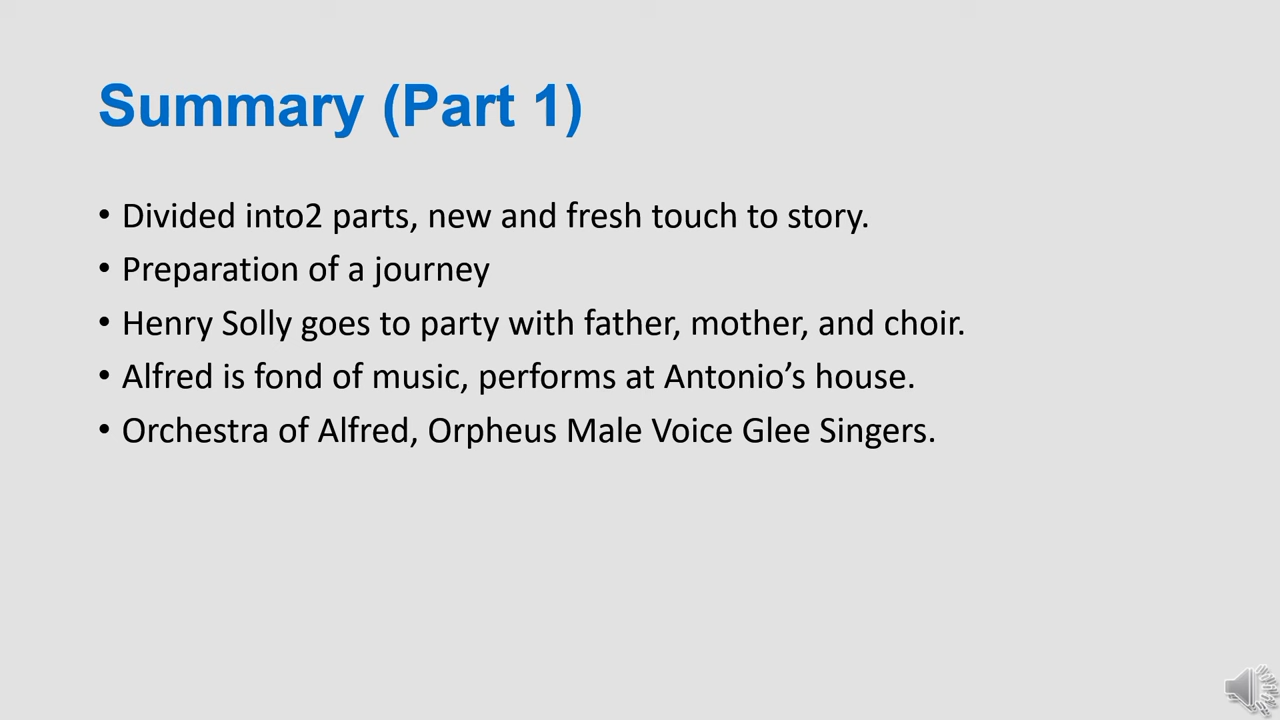 Summary (Part 1)
• Divided into2 parts, new and fresh touch to story.
• Preparation of a journey
• Henry Solly goes to party with father, mother, and choir.
• Alfred is fond of music, performs at Antonio’s house.
• Orchestra of Alfred, Orpheus Male Voice Glee Singers.